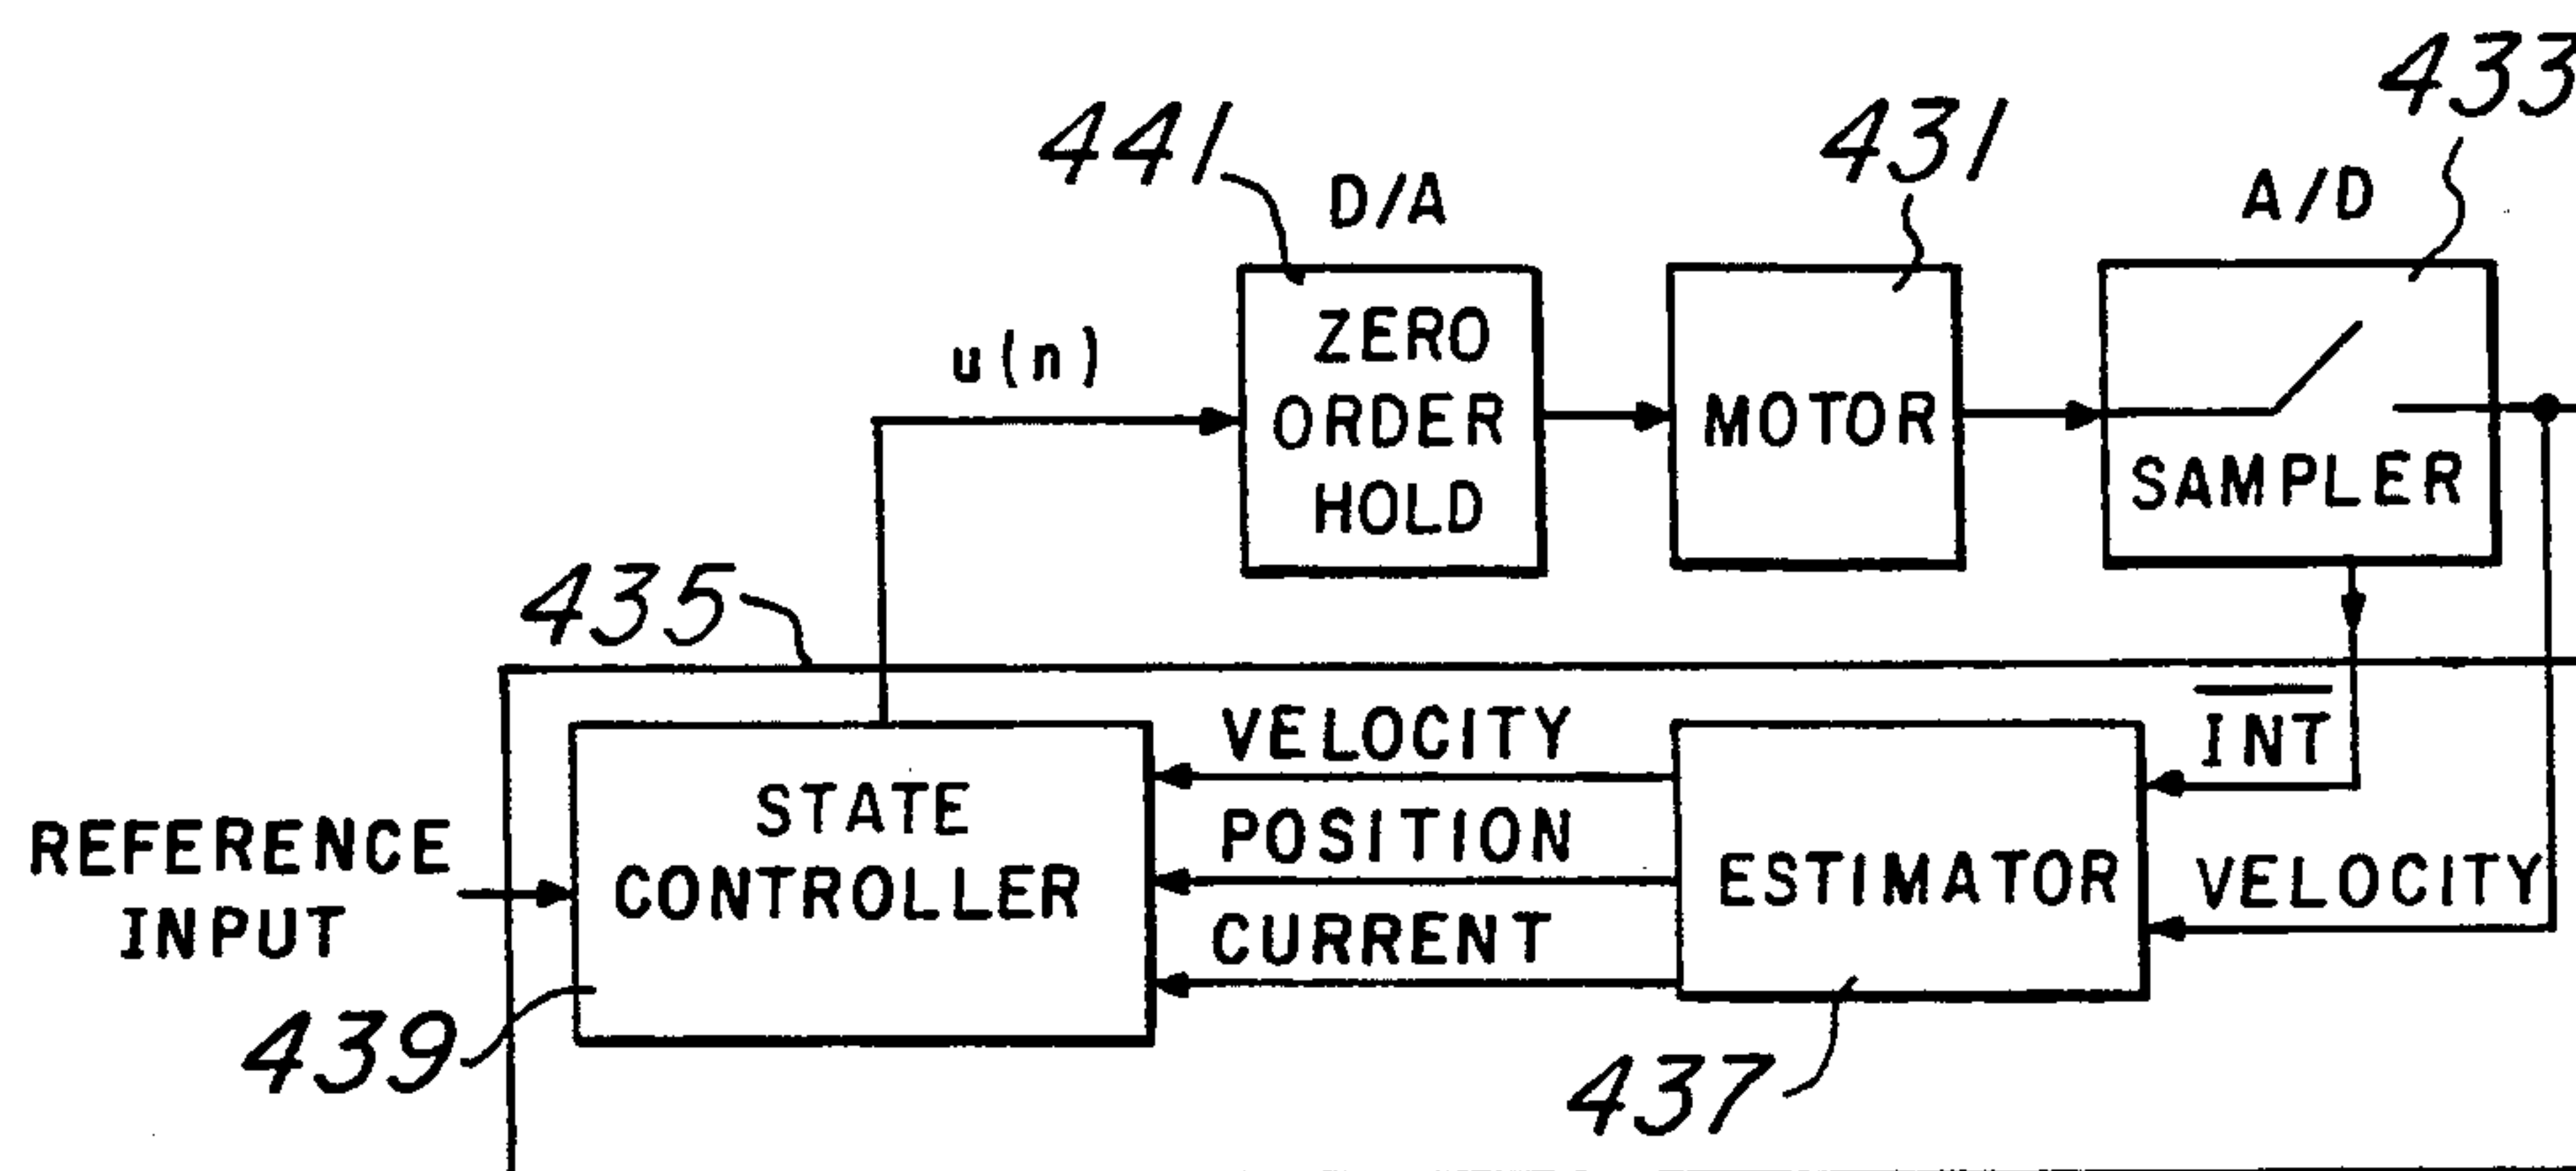 433
441
431
D/A
A/D
ZERO
ORDER
HOLD
MOTOR
SAMPLER
u(n)
435
INT
VELOCITY
POSITION
CURRENT
STATE
CONTROLLER
ESTIMATOR
VELOCITY
REFERENCE
INPUT
439
437